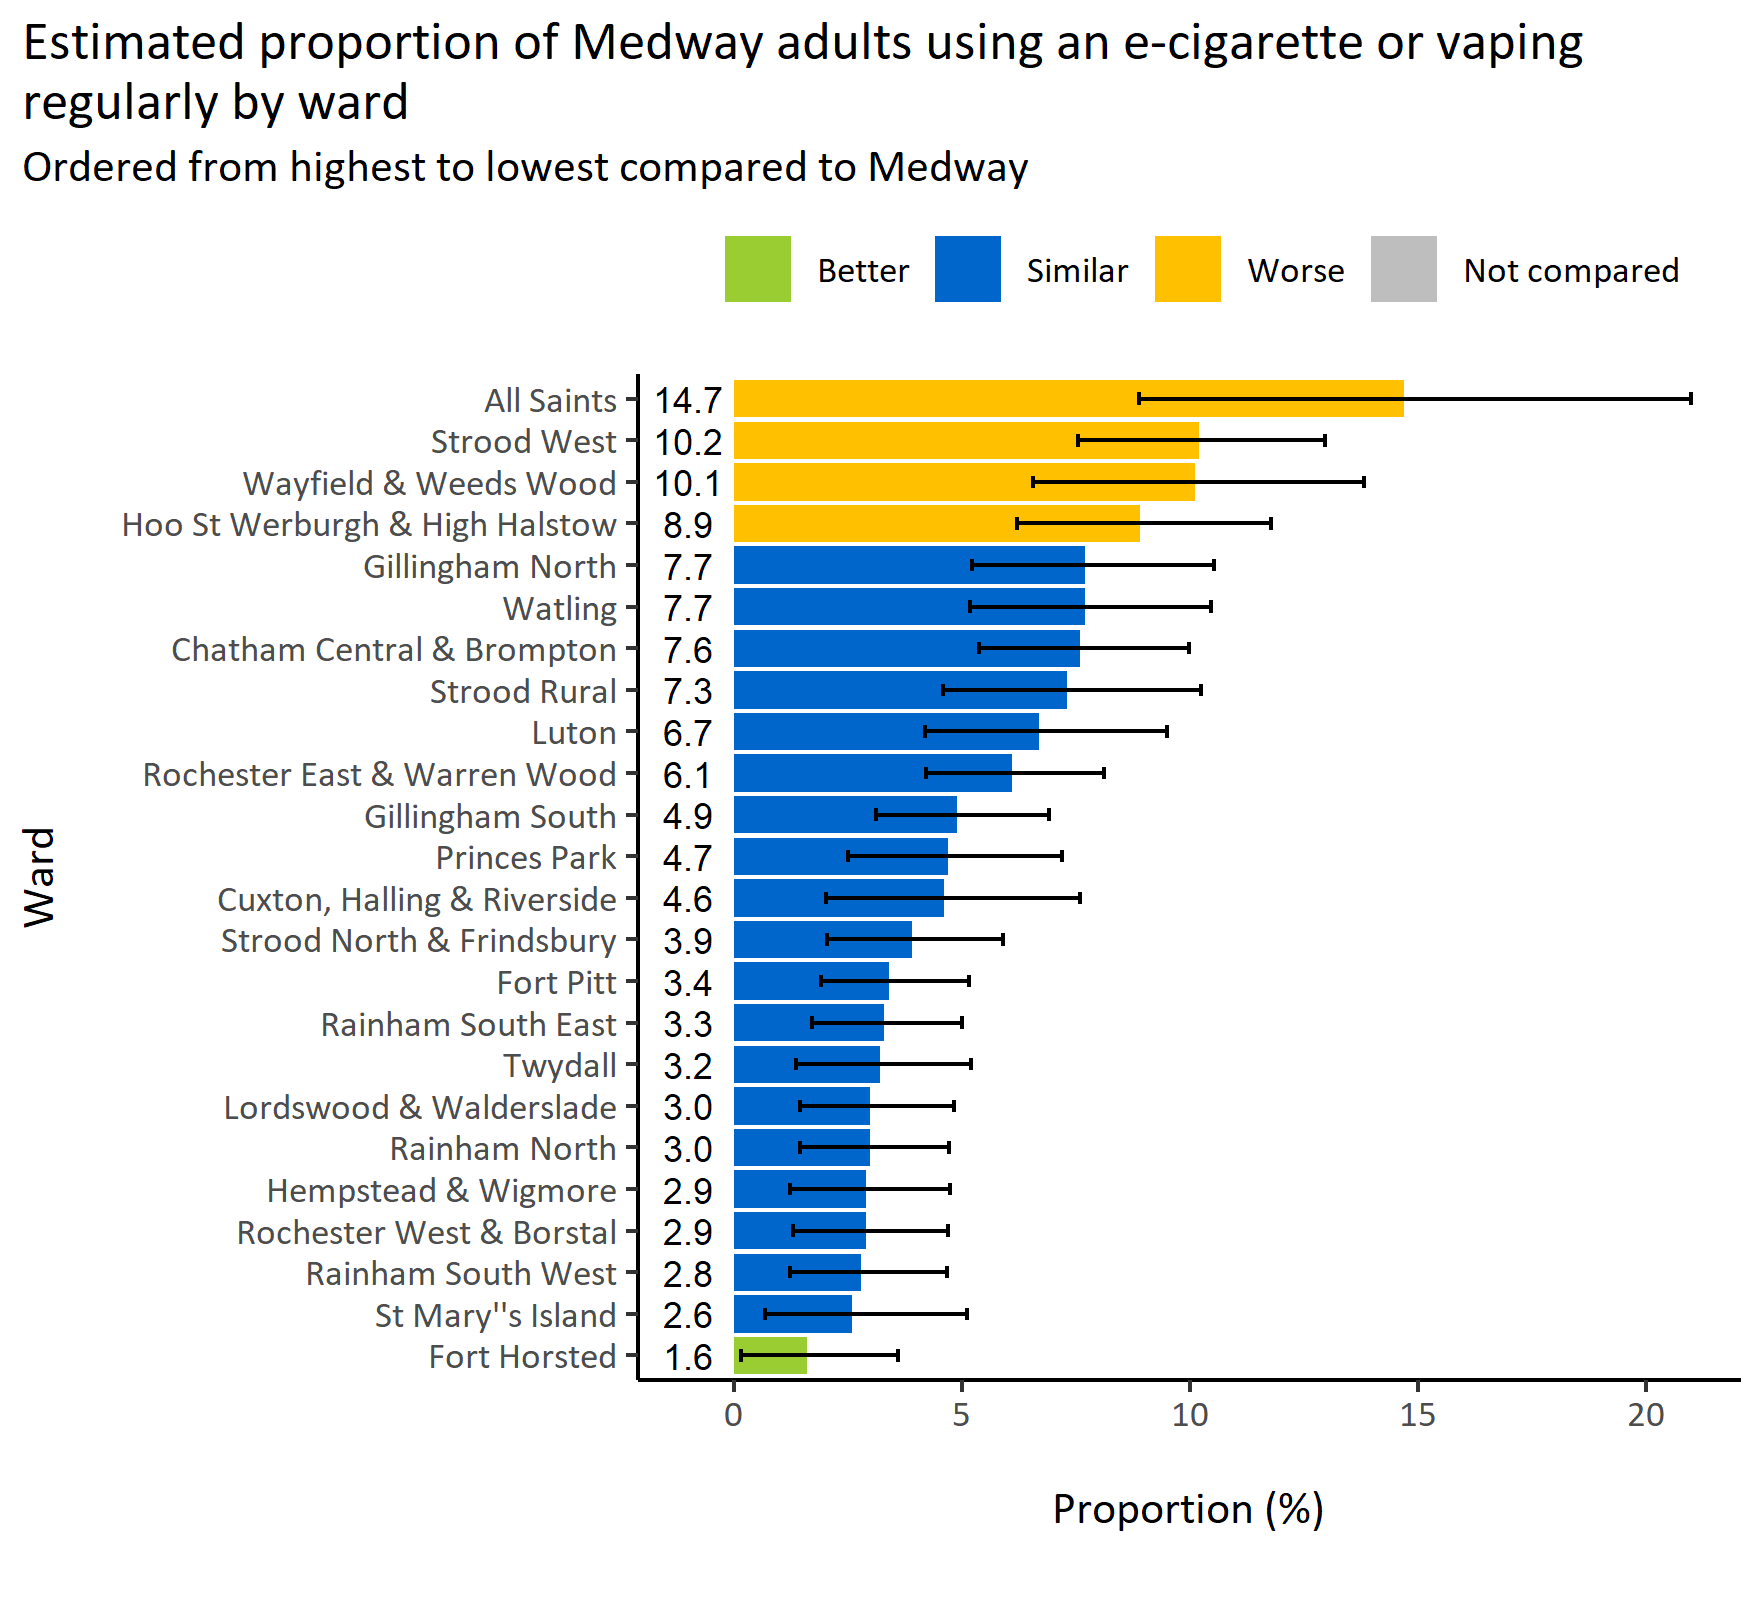 Estimated proportion of Medway adults using an e-cigarette or vaping
regularly by ward
Ordered from highest to lowest compared to Medway
Better Similar Worse Not compared
All Saints 14.7
Strood West 10.2
Wayfield & Weeds Wood 10.1
Hoo St Werburgh & High Halstow 8.9
Gillingham North 7.7
Watling 7.7
Chatham Central & Brompton 7.6
Strood Rural 7.3
Luton 6.7
Rochester East & Warren Wood 6.1
Gillingham South 4.9
Princes Park 4.7
Cuxton, Halling & Riverside 4.6
Strood North & Frindsbury 3.9
Fort Pitt 3.4
Rainham South East 3.3
Twydall 3.2
Lordswood & Walderslade 3.0
Rainham North 3.0
Hempstead & Wigmore 2.9
Rochester West & Borstal 2.9
Rainham South West 2.8
St Mary''s Island 2.6
Fort Horsted 1.6
Ward
0 5 10 15 20
Proportion (%)